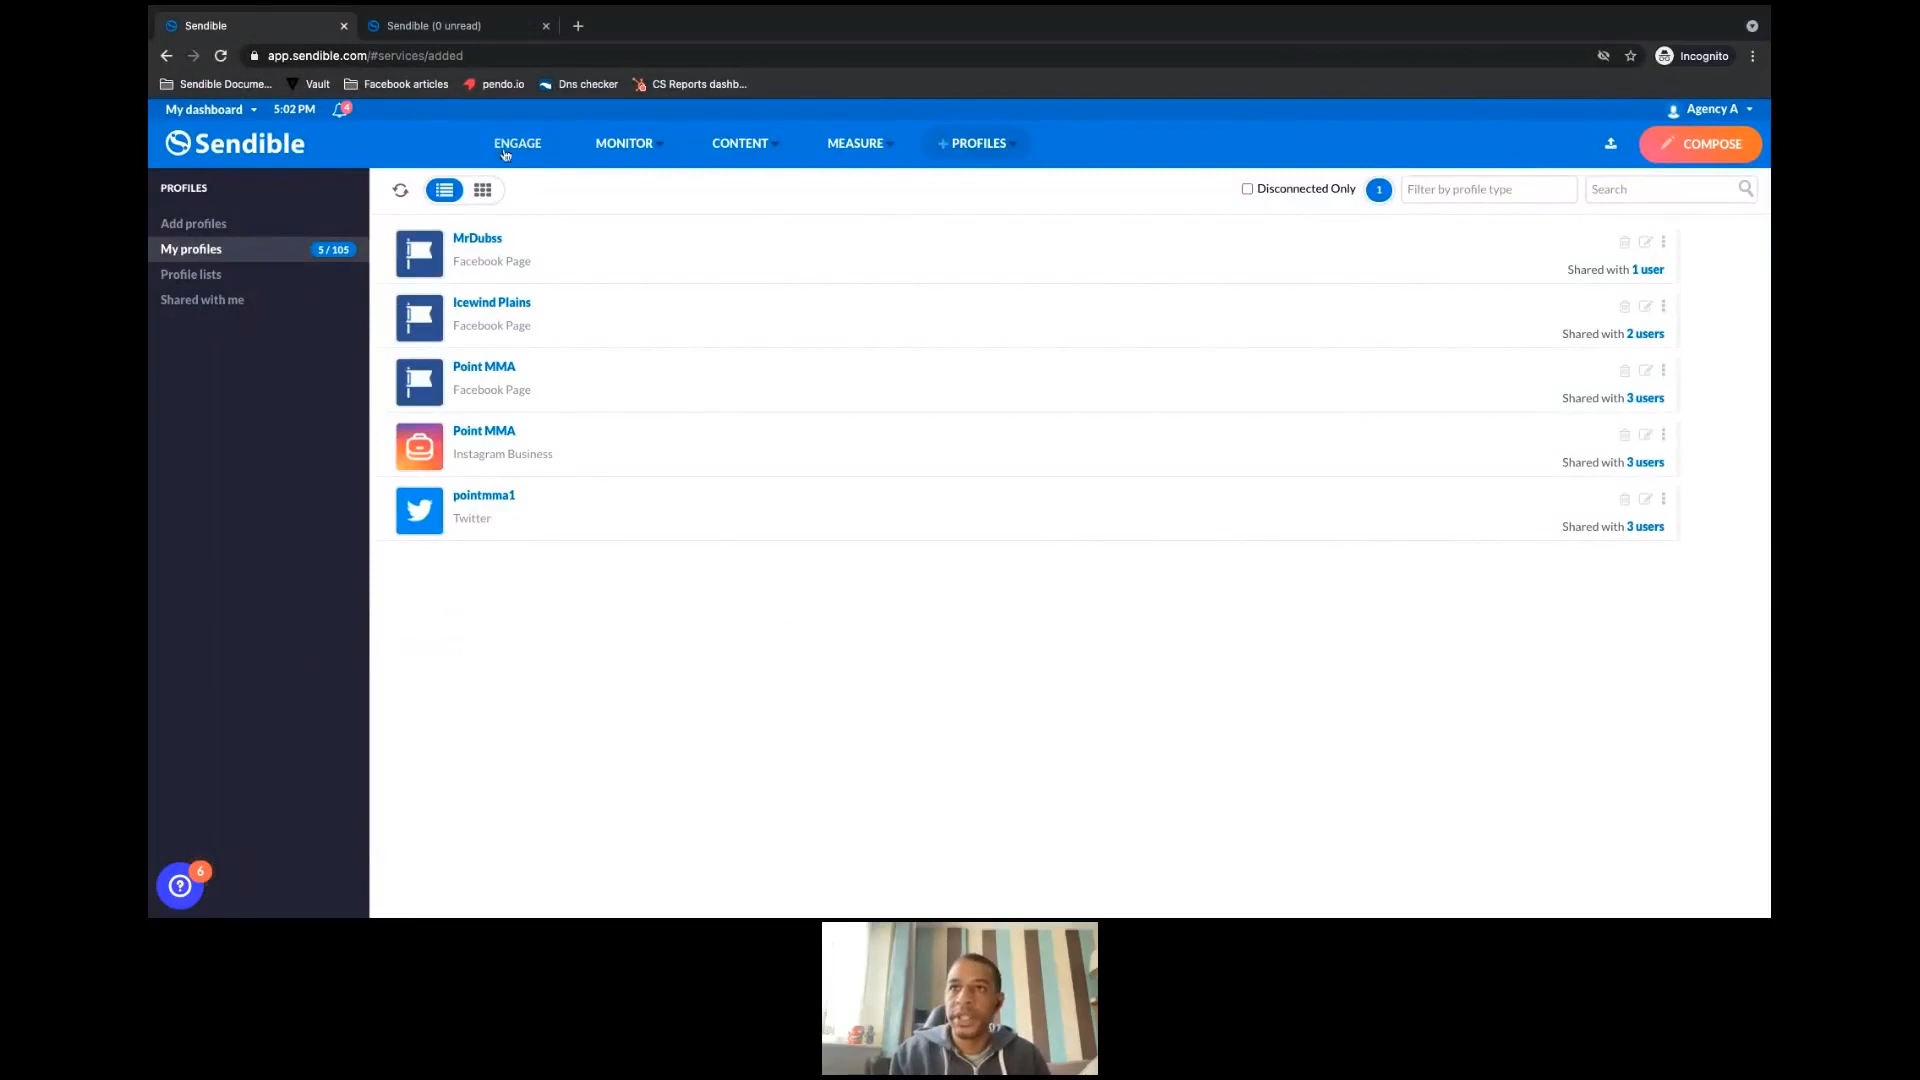 Sendible
Sendible (0 unread)
app.sendible.com/#services/added
Incognito
Sendible Docume...
Vault
Facebook articles
pendo.io
Dns checker
CS Reports dashb...
My dashboard
5:02 PM
4
Agency A
Sendible
ENGAGE
MONITOR
CONTENT
MEASURE
+ PROFILES
COMPOSE
PROFILES
Add profiles
My profiles
5 / 105
Profile lists
Shared with me
Disconnected Only
1
Filter by profile type
Search
MrDubss
Facebook Page
Shared with 1 user
Icewind Plains
Facebook Page
Shared with 2 users
Point MMA
Facebook Page
Shared with 3 users
Point MMA
Instagram Business
Shared with 3 users
pointmma1
Twitter
Shared with 3 users
6